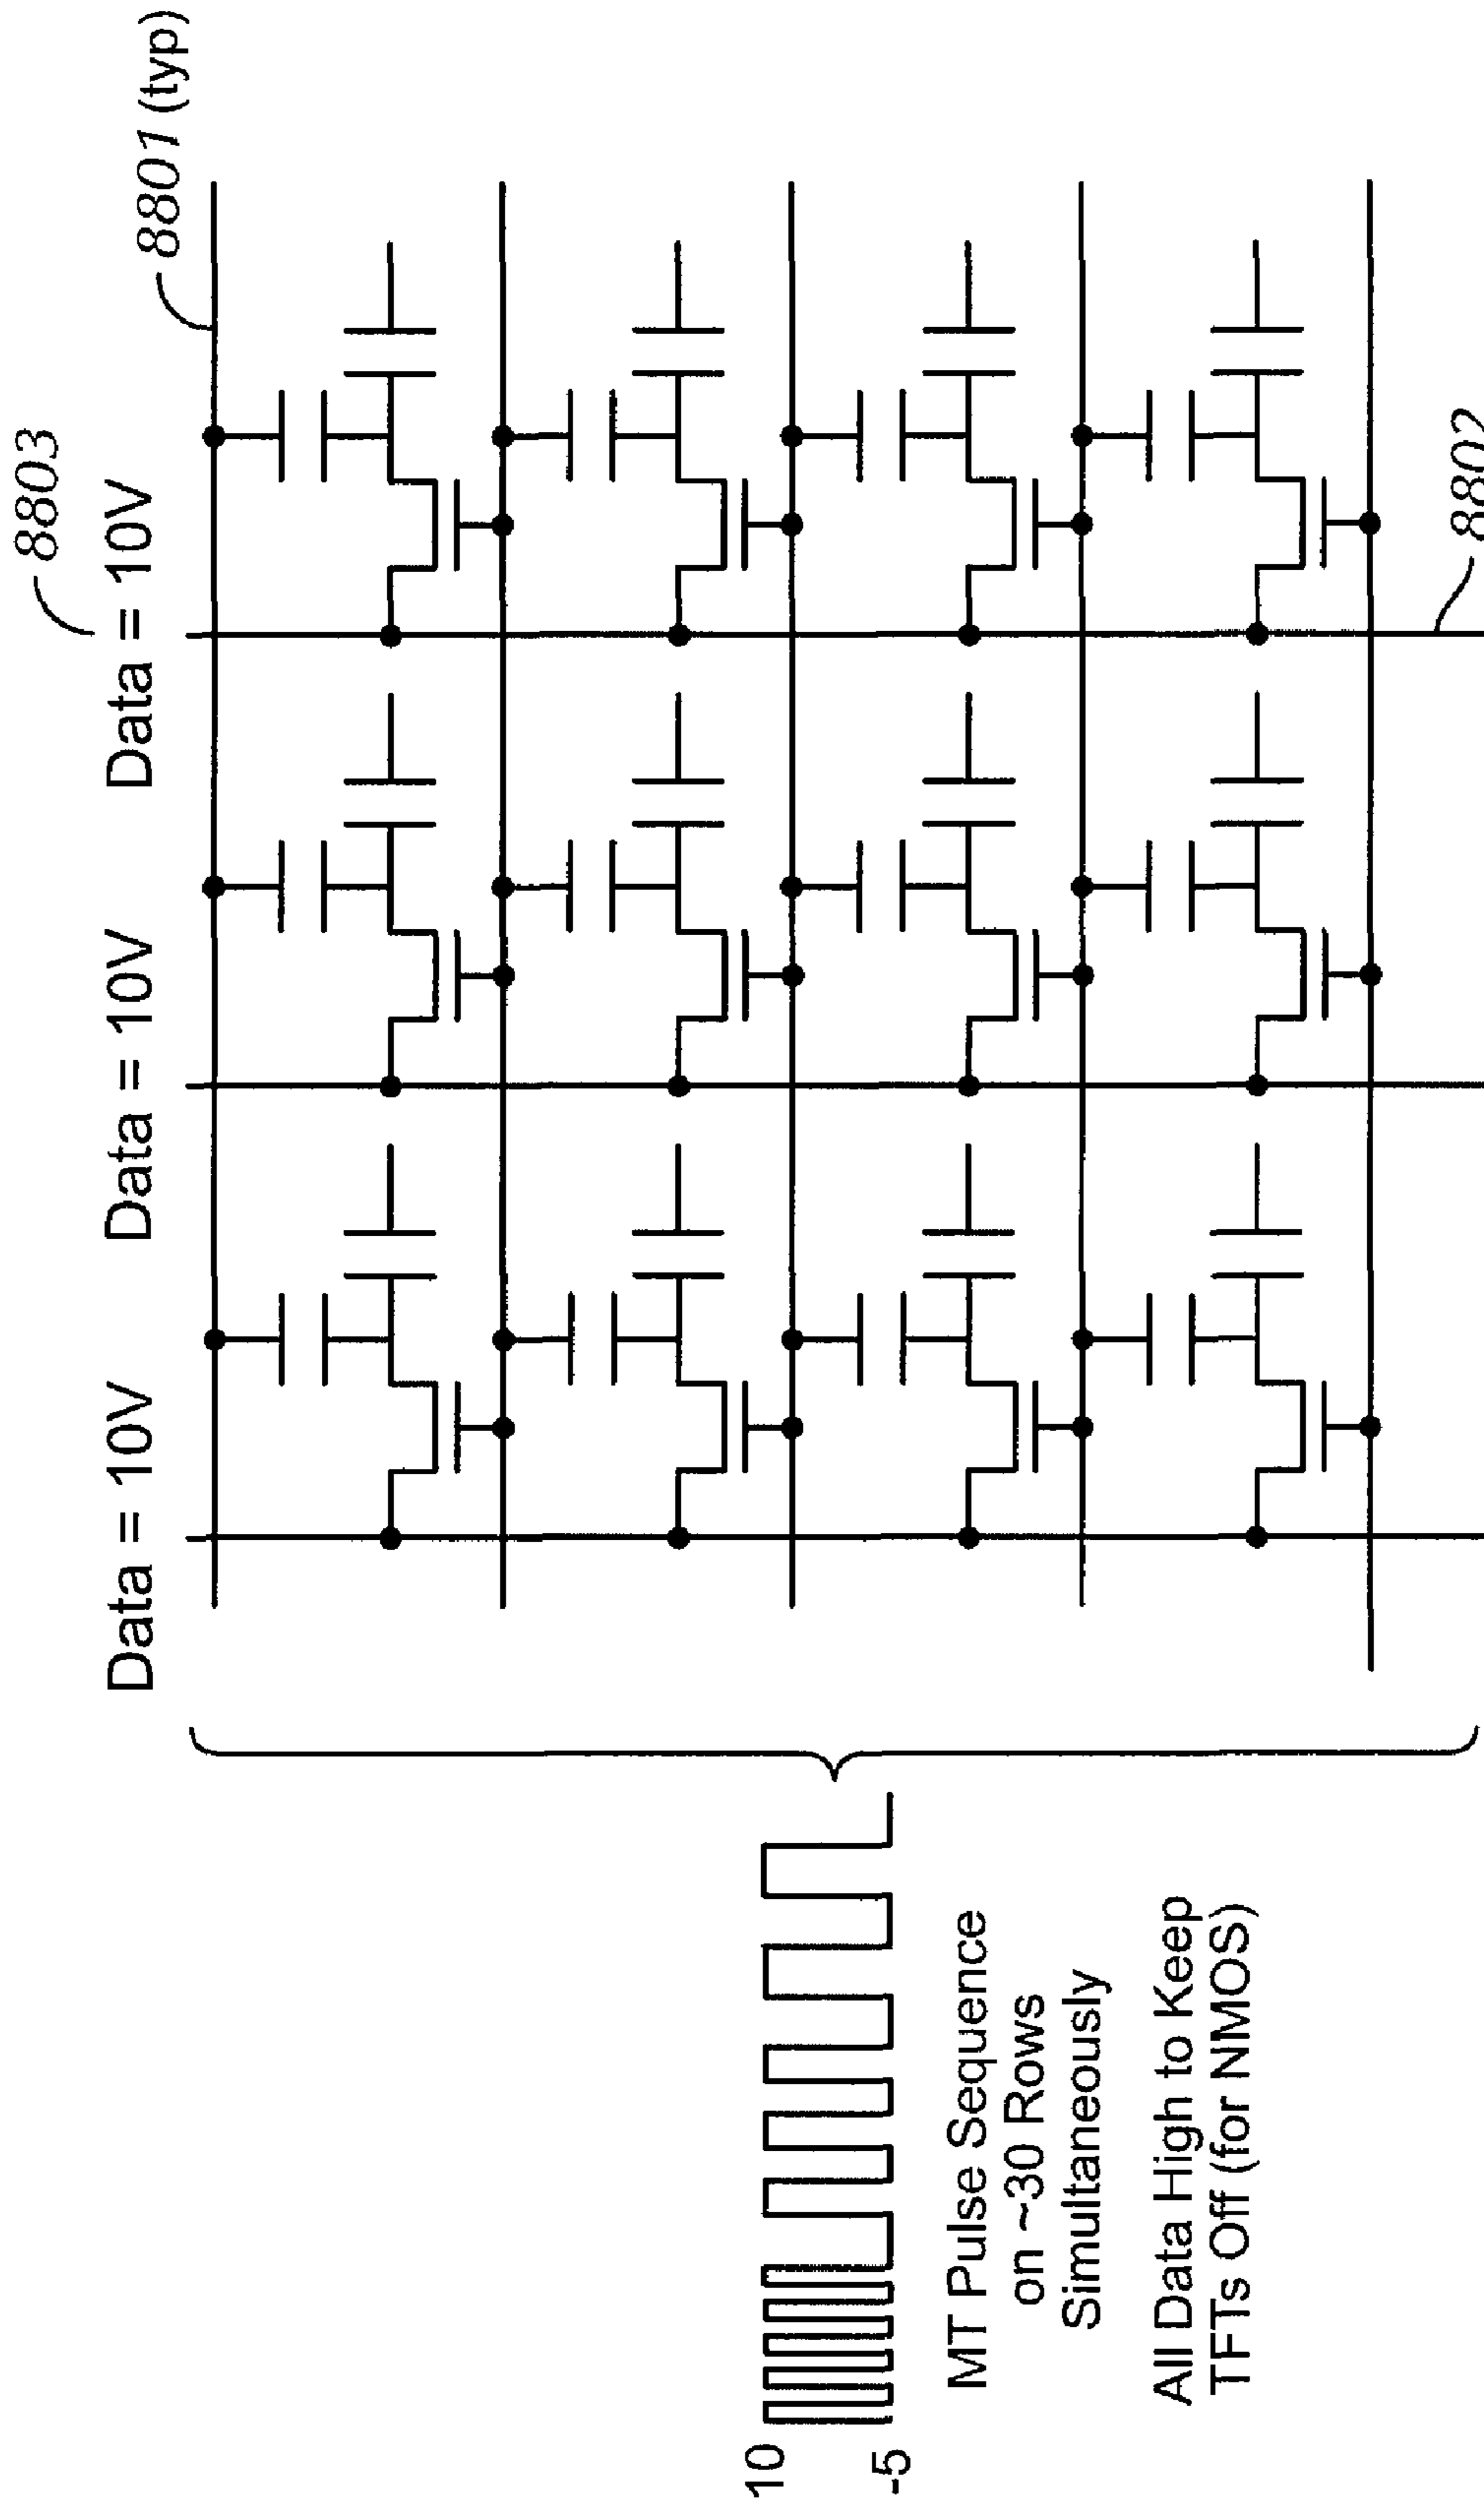 8803
Data = 10V Data = 10V Data = 10V
8801 (typ)
10
-5
MT Pulse Sequence
on ~30 Rows
Simultaneously
All Data High to Keep
TFTs Off (for NMOS)
8802